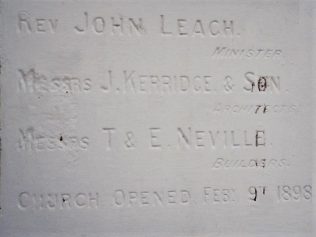 REV JOHN LEACH.
MINISTER.
MESSRS J. KERRIDGE. & SON.
ARCHITECTS.
MESSRS T & E. NEVILLE.
BUILDERS.
CHURCH OPENED FEBY 9TH 1898